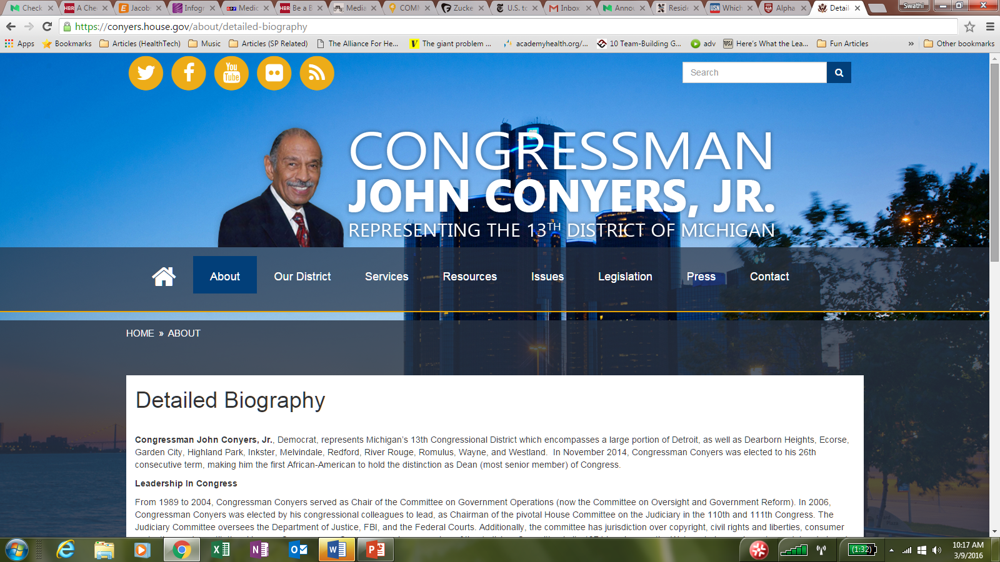 Check
HBR A Che
E Jacob
Infogr
Medic
HBR Be a B
Media
COMM
Zucke
U.S. to
Inbox
Annou
Reside
USN Which
Alpha
Detail
Swathi
https://conyers.house.gov/about/detailed-biography
Apps Bookmarks Articles (HealthTech) Music Articles (SP Related) The Alliance For He... The giant problem ... academyhealth.org/... 10 Team-Building G... adv WSJ Here's What the Lea... Fun Articles » Other bookmarks
You
Tube
Search
CONGRESSMAN
JOHN CONYERS, JR.
REPRESENTING THE 13TH DISTRICT OF MICHIGAN
About Our District Services Resources Issues Legislation Press Contact
HOME » ABOUT
Detailed Biography
Congressman John Conyers, Jr., Democrat, represents Michigan's 13th Congressional District which encompasses a large portion of Detroit, as well as Dearborn Heights, Ecorse,
Garden City, Highland Park, Inkster, Melvindale, Redford, River Rouge, Romulus, Wayne, and Westland. In November 2014, Congressman Conyers was elected to his 26th
consecutive term, making him the first African-American to hold the distinction as Dean (most senior member) of Congress.
Leadership In Congress
From 1989 to 2004, Congressman Conyers served as Chair of the Committee on Government Operations (now the Committee on Oversight and Government Reform). In 2006,
Congressman Conyers was elected by his congressional colleagues to lead, as Chairman of the pivotal House Committee on the Judiciary in the 110th and 111th Congress. The
Judiciary Committee oversees the Department of Justice, FBI, and the Federal Courts. Additionally, the committee has jurisdiction over copyright, civil rights and liberties, consumer
(1:32)
10:17 AM
3/9/2016